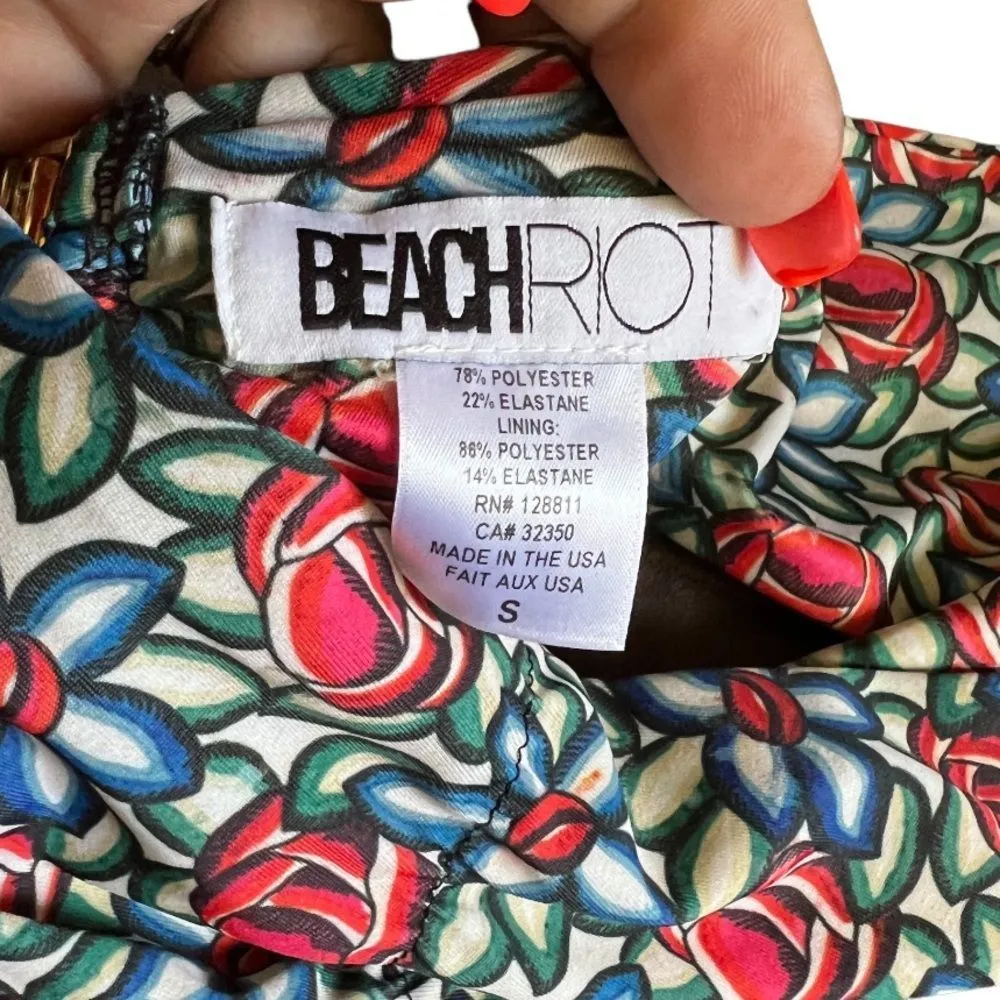 BEACHRIOT
78% POLYESTER
22% ELASTANE
LINING:
86% POLYESTER
14% ELASTANE
RN# 128811
CA# 32350
MADE IN THE USA
FAIT AUX USA
S